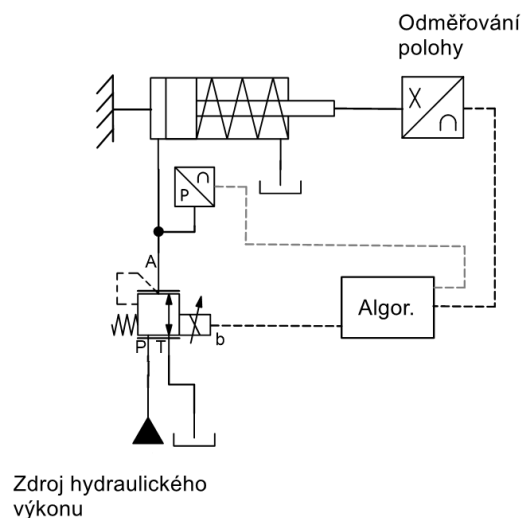 Odměřování
polohy
X
∩
∩
P
A
Algor.
P T
b
Zdroj hydraulického
výkonu